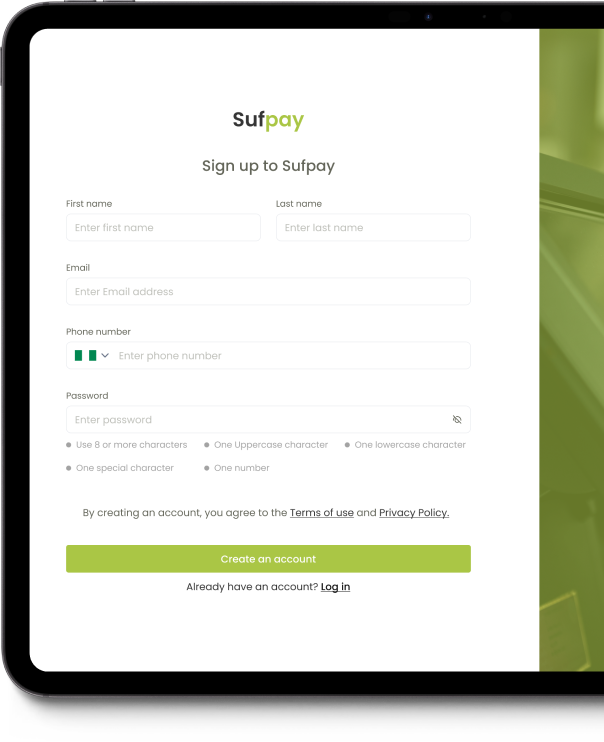 Sufpay
Sign up to Sufpay
First name Last name
Enter first name Enter last name
Email
Enter Email address
Phone number
Enter phone number
Password
Enter password
Use 8 or more characters One Uppercase character One lowercase character
One special character One number
By creating an account, you agree to the Terms of use and Privacy Policy.
Create an account
Already have an account? Log in